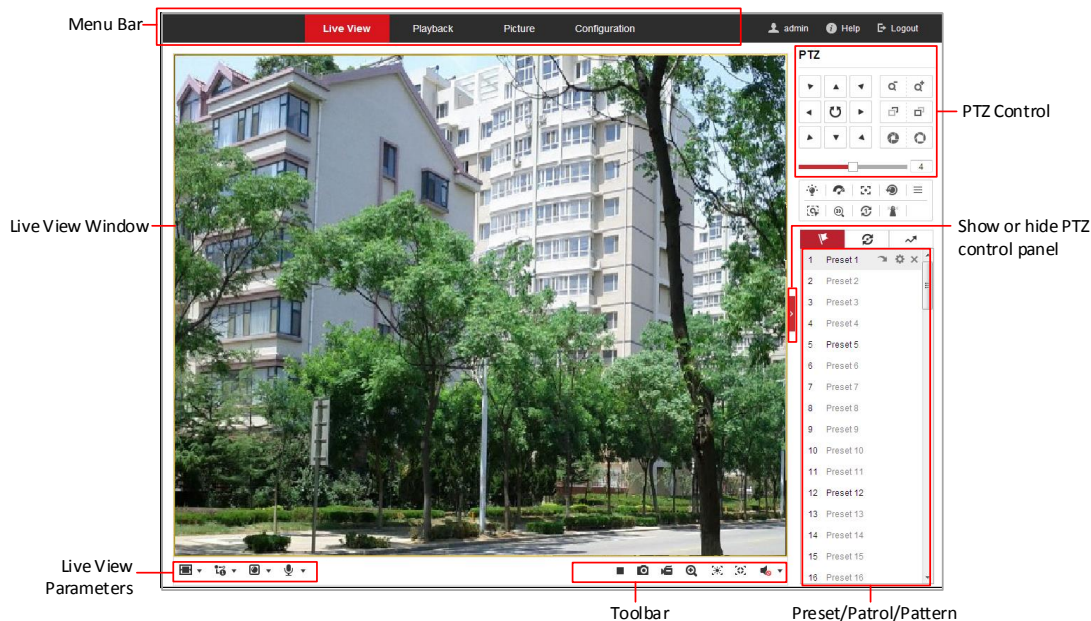 Menu Bar
Live View Playback Picture Configuration admin Help Logout
PTZ
PTZ Control
4
Live View Window
Show or hide PTZ
control panel
1 Preset 1
2 Preset 2
3 Preset 3
4 Preset 4
5 Preset 5
6 Preset 6
7 Preset 7
8 Preset 8
9 Preset 9
10 Preset 10
11 Preset 11
12 Preset 12
13 Preset 13
14 Preset 14
15 Preset 15
16 Preset 16
Live View
Parameters
Toolbar
Preset/Patrol/Pattern